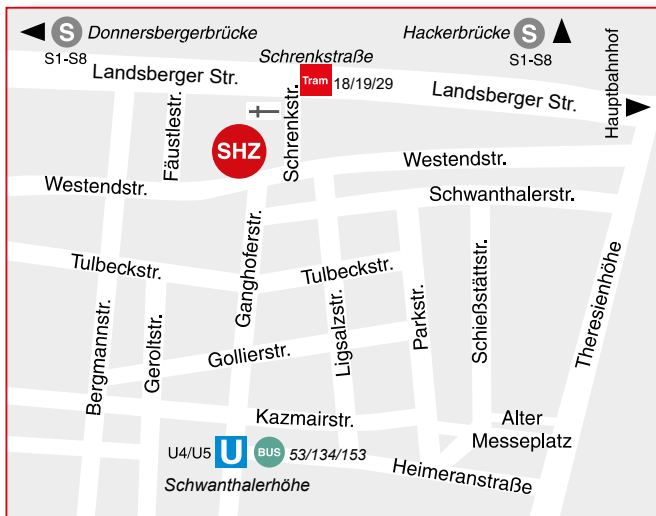 S Donnersbergerbrücke
S1-S8
Hackerbrücke S
S1-S8
Schrenkstraße
Tram 18/19/29
Landsberger Str.
Landsberger Str.
Hauptbahnhof
Fäustlestr.
SHZ
Schrenkstr.
Westendstr.
Westendstr.
Schwanthalerstr.
Ganghoferstr.
Tulbeckstr.
Tulbeckstr.
Theresienhöhe
Bergmannstr.
Geroltstr.
Ligsalzstr.
Parkstr.
Schießstättstr.
Gollierstr.
Kazmairstr.
Alter
Messeplatz
U4/U5 U BUS 53/134/153
Schwanthalerhöhe
Heimeranstraße